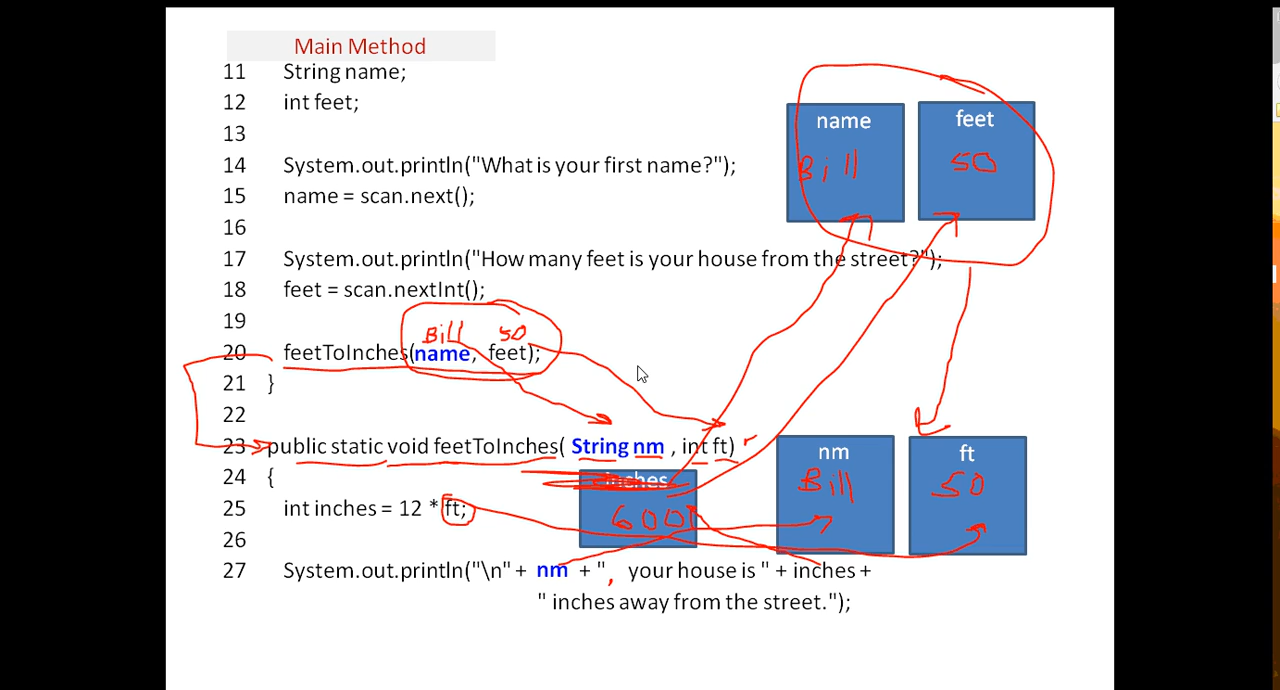 Main Method
11 String name;
12 int feet;
13
14 System.out.println("What is your first name?");
15 name = scan.next();
16
17 System.out.println("How many feet is your house from the street?");
18 feet = scan.nextInt();
19
Bill 50
20 feetToInches(name, feet);
21 }
22
23 public static void feetToInches( String nm , int ft)
24 {
25 int inches = 12 * ft;
26
27 System.out.println("\n" + nm + ", your house is " + inches +
" inches away from the street.");
name feet
Bill 50
inches
600
nm ft
Bill 50